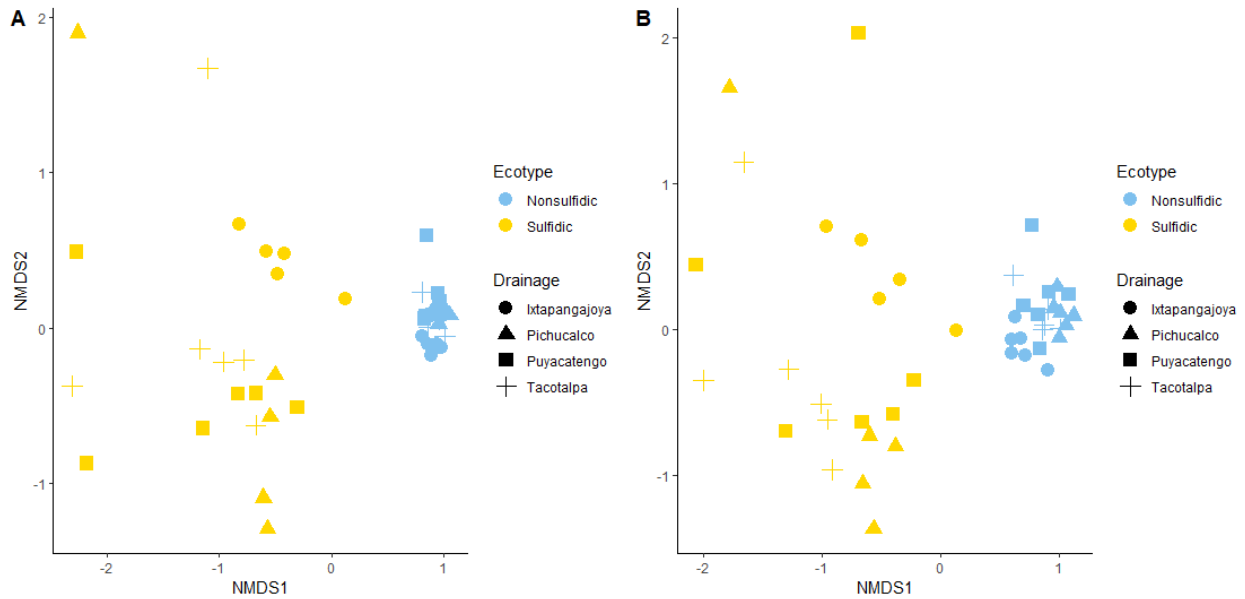 A
2
1
0
-1
NMDS2
-2
-1
0
1
NMDS1
Ecotype
Nonsulfidic
Sulfidic
Drainage
Ixtapangajoya
Pichucalco
Puyacatengo
Tacotalpa
B
2
1
0
-1
NMDS2
-2
-1
0
1
NMDS1
Ecotype
Nonsulfidic
Sulfidic
Drainage
Ixtapangajoya
Pichucalco
Puyacatengo
Tacotalpa